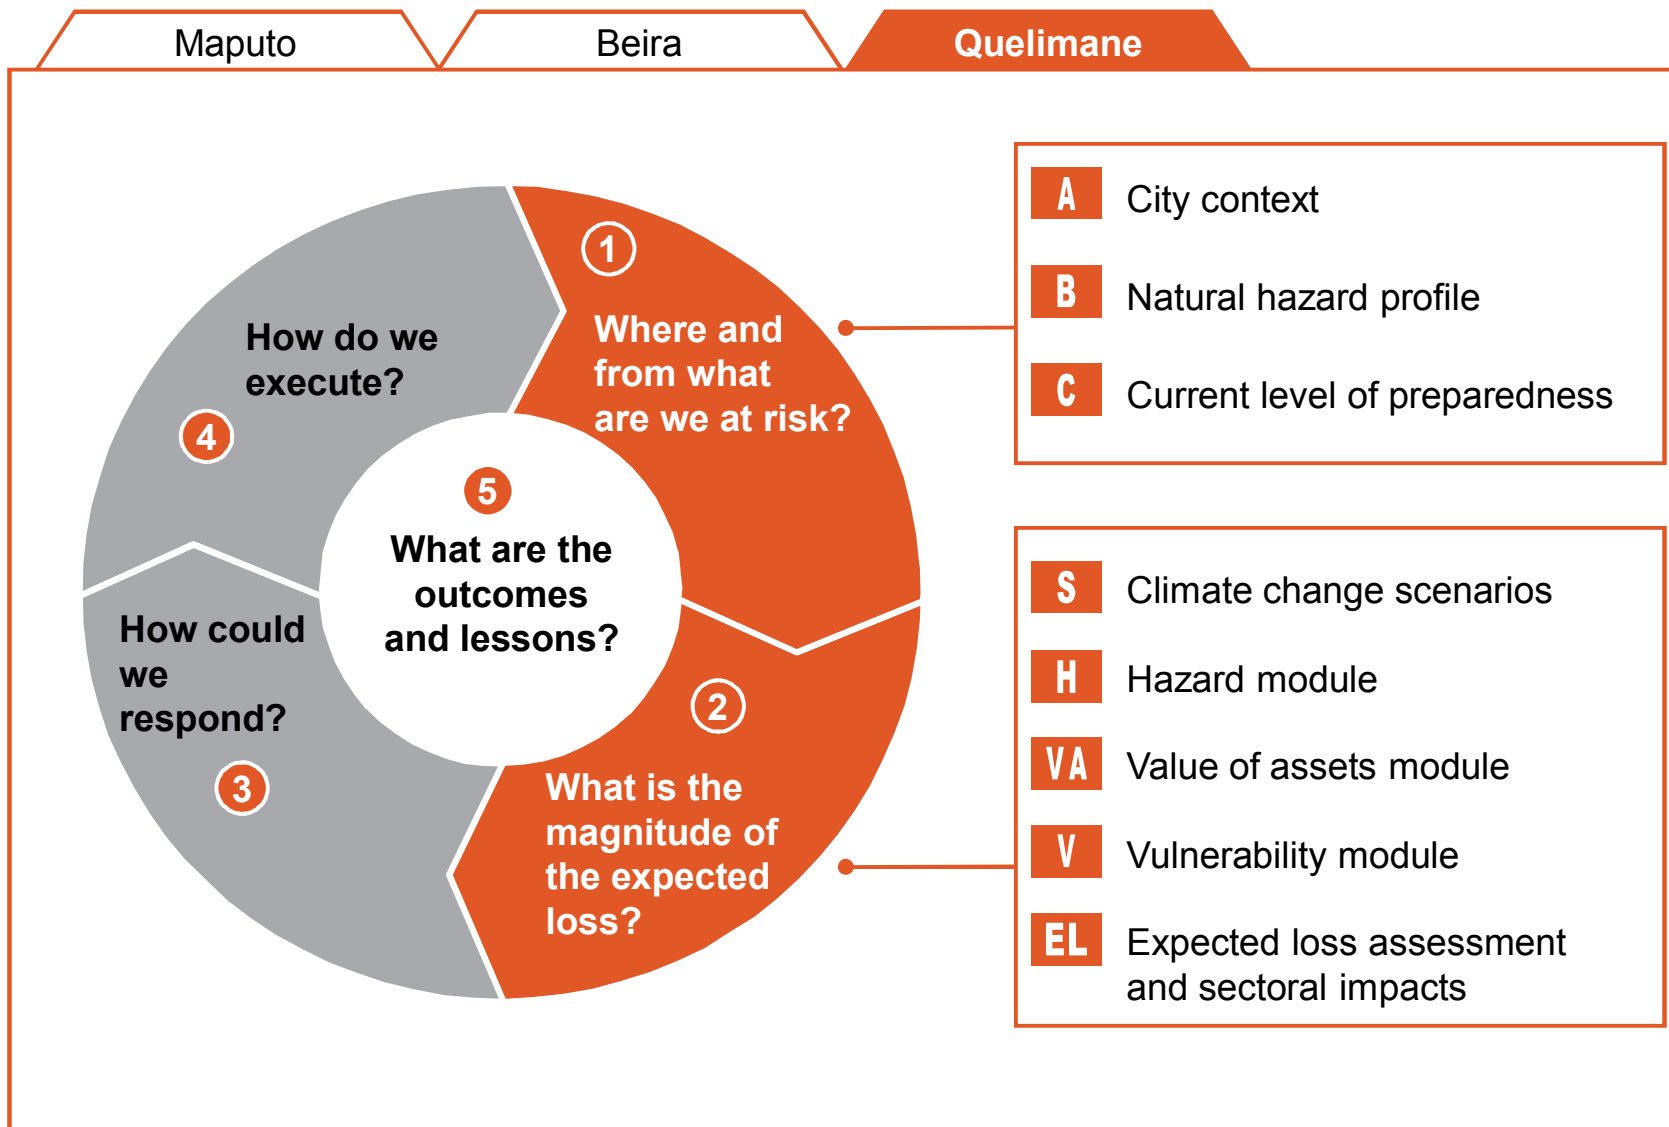 Maputo
Beira
Quelimane
1
Where and
from what
are we at risk?
A
City context
B
Natural hazard profile
C
Current level of preparedness
2
What is the
magnitude of
the expected
loss?
S
Climate change scenarios
H
Hazard module
VA
Value of assets module
V
Vulnerability module
EL
Expected loss assessment
and sectoral impacts
How could
we
respond?
3
How do we
execute?
4
5
What are the
outcomes
and lessons?